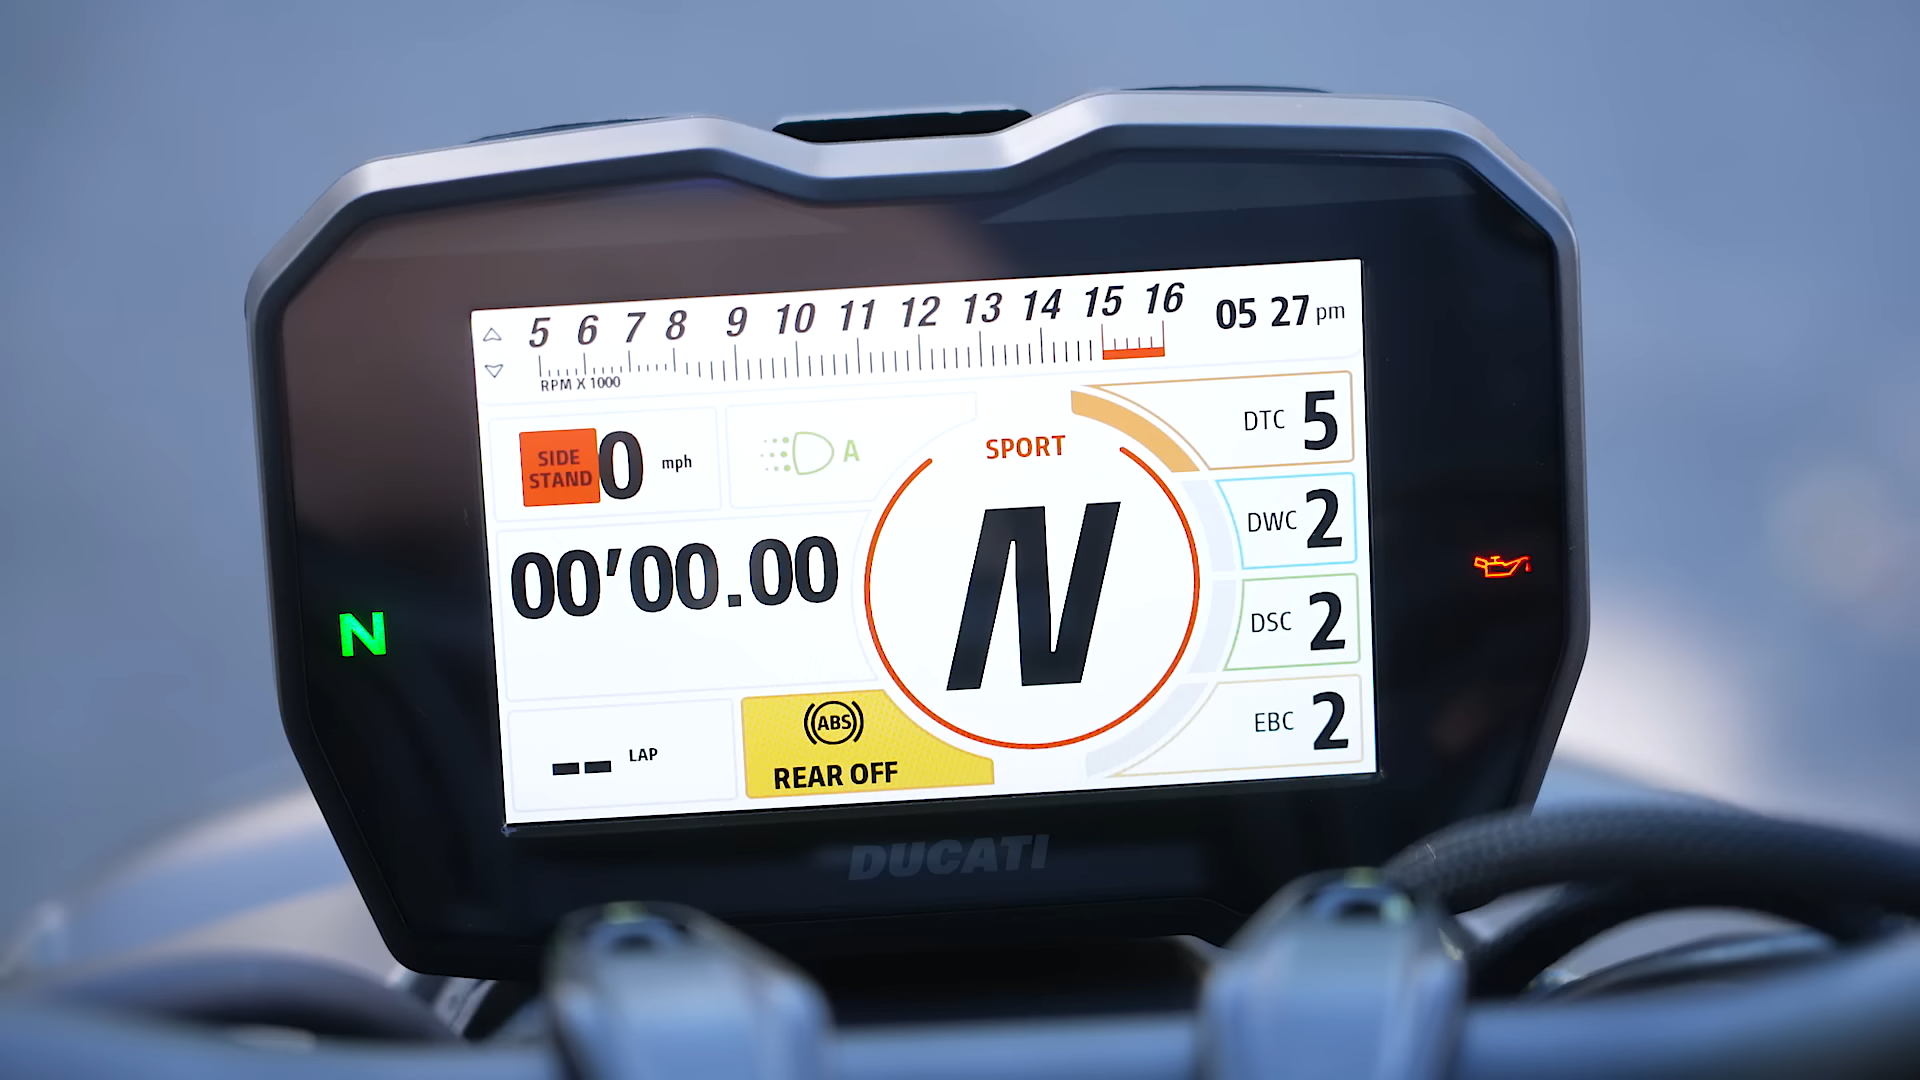 5 6 7 8 9 10 11 12 13 14 15 16
05 27 pm
RPM X 1000
SIDE
STAND
0 mph
A
SPORT
N
DTC 5
DWC 2
DSC 2
EBC 2
00'00.00
N
-- LAP
ABS
REAR OFF
DUCATI